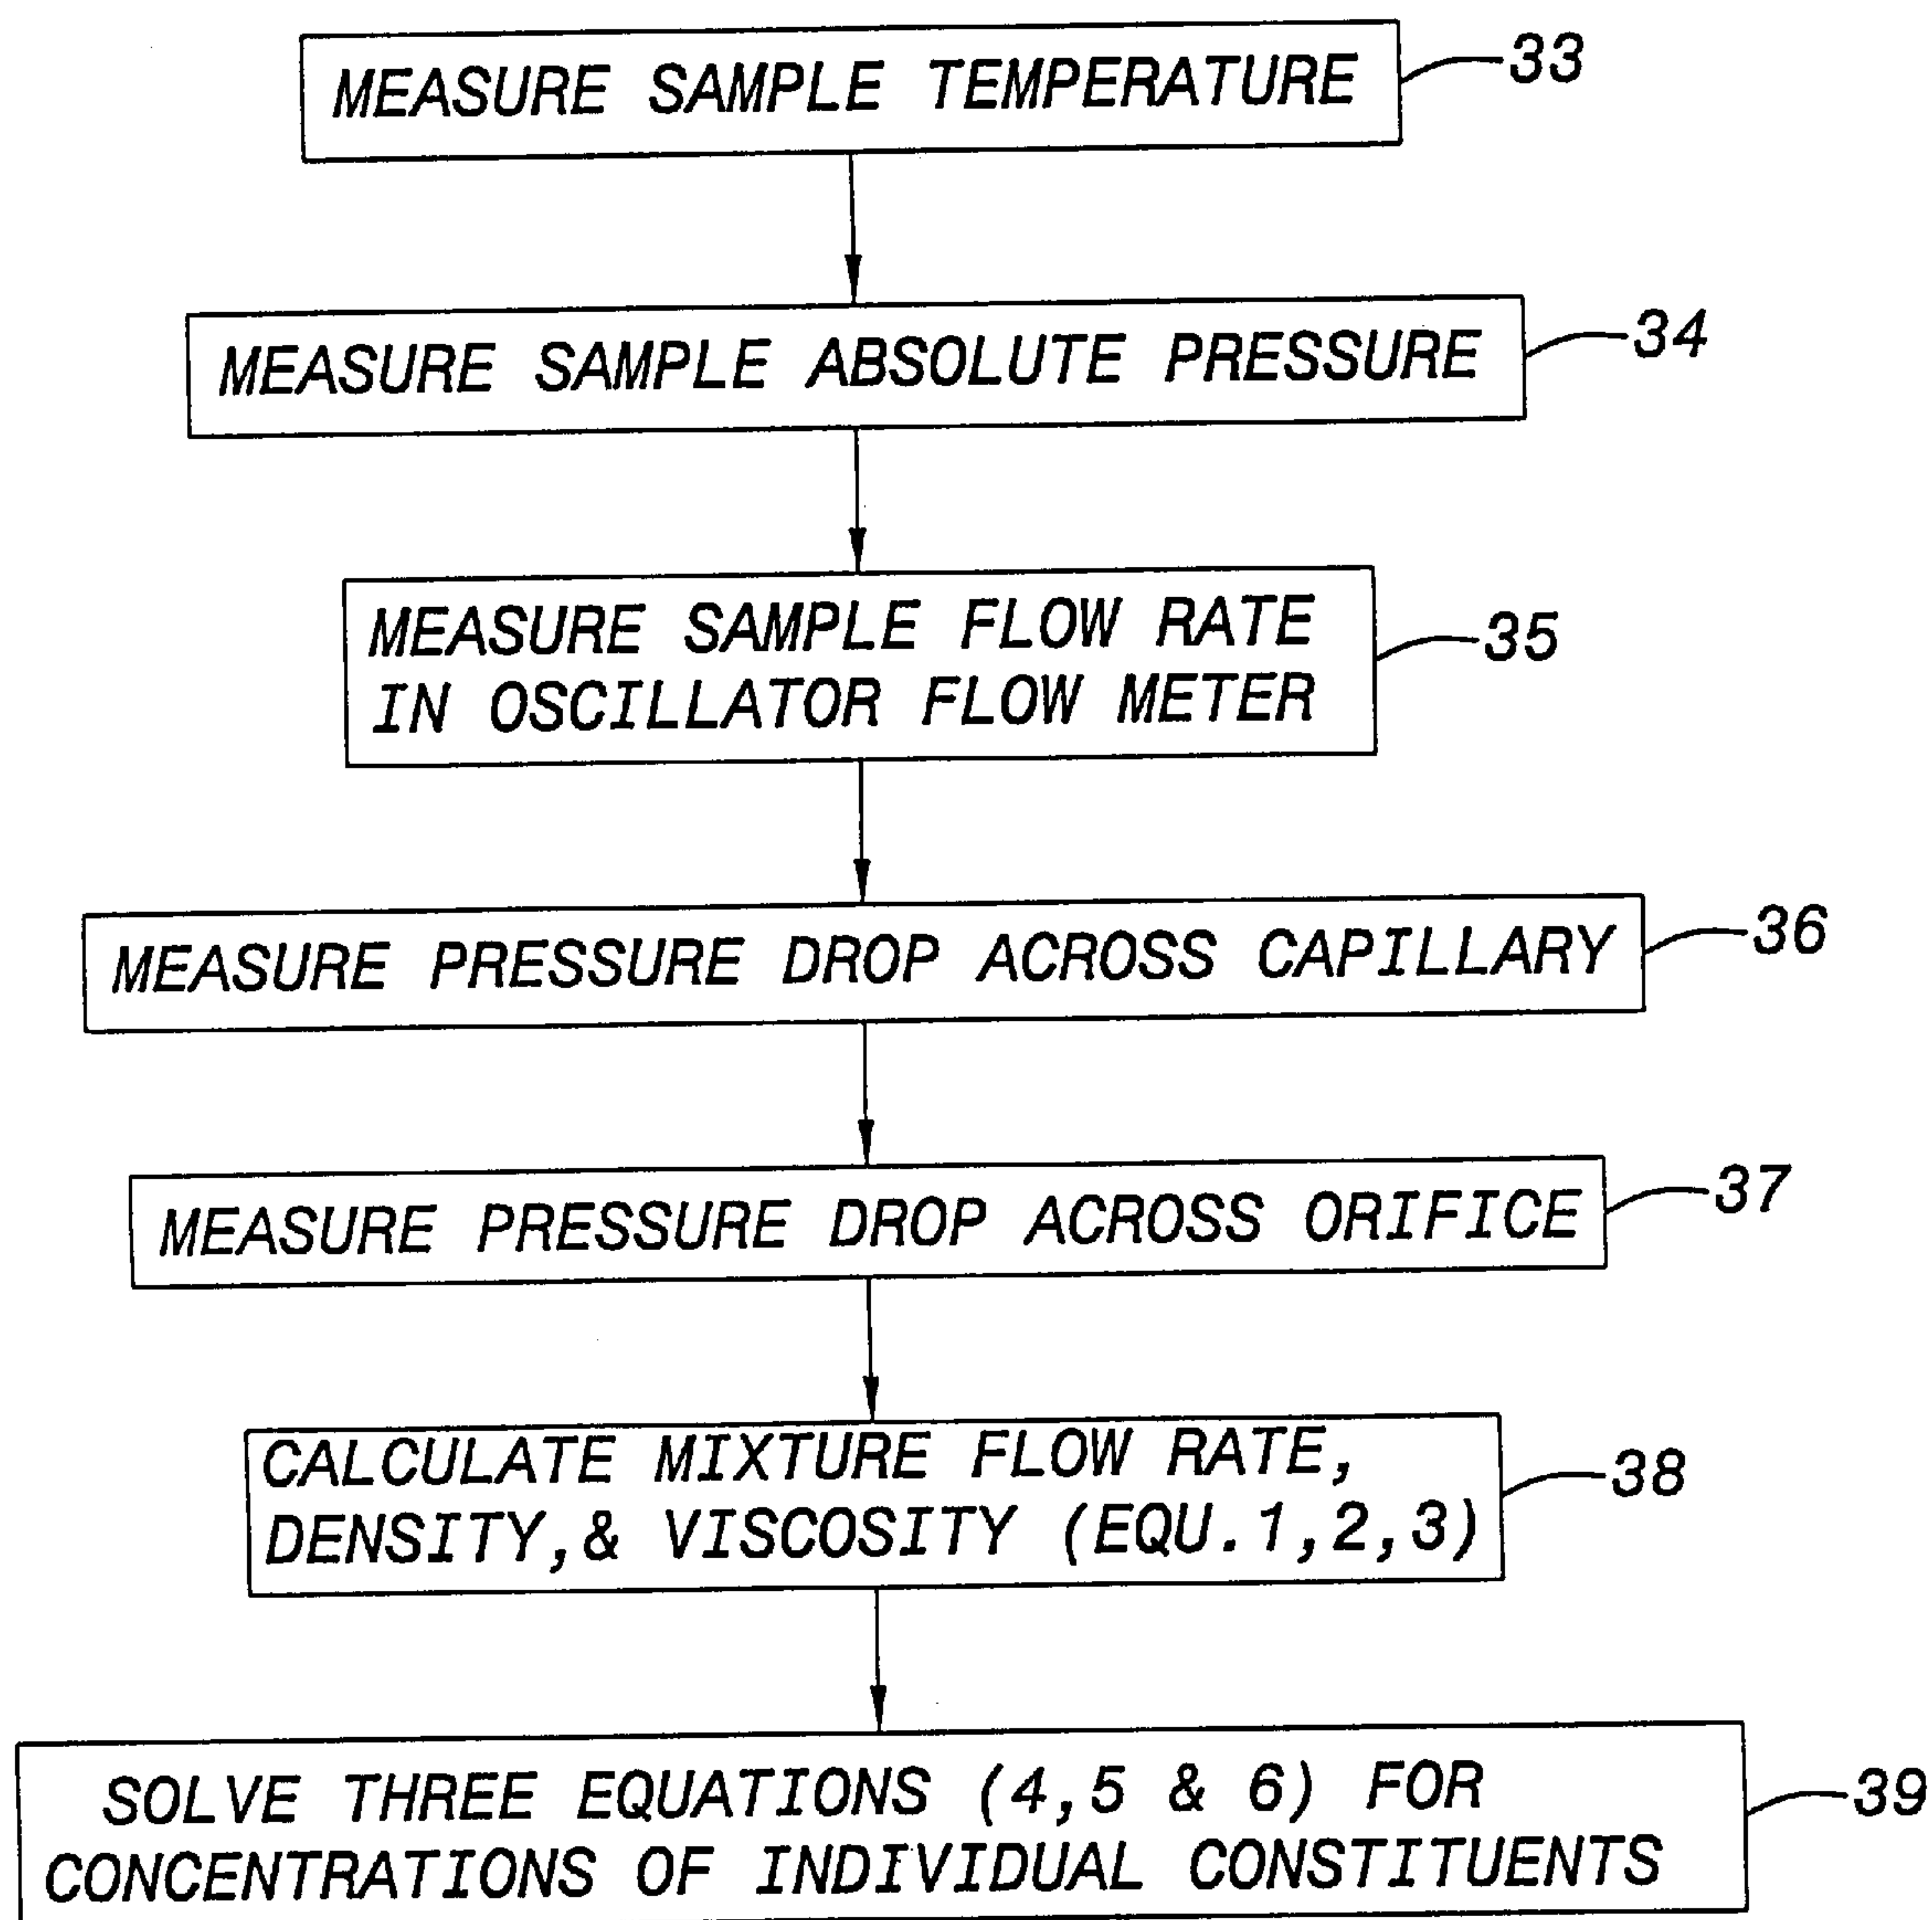 MEASURE SAMPLE TEMPERATURE 33
MEASURE SAMPLE ABSOLUTE PRESSURE 34
MEASURE SAMPLE FLOW RATE
IN OSCILLATOR FLOW METER 35
MEASURE PRESSURE DROP ACROSS CAPILLARY 36
MEASURE PRESSURE DROP ACROSS ORIFICE 37
CALCULATE MIXTURE FLOW RATE,
DENSITY,& VISCOSITY (EQU.1,2,3) 38
SOLVE THREE EQUATIONS (4,5 & 6) FOR
CONCENTRATIONS OF INDIVIDUAL CONSTITUENTS 39